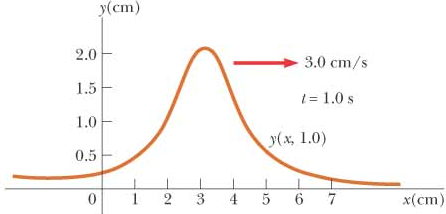 y(cm)
2.0
3.0 cm/s
1.5
t = 1.0 s
1.0
y(x, 1.0)
0.5
0 1 2 3 4 5 6 7 x(cm)